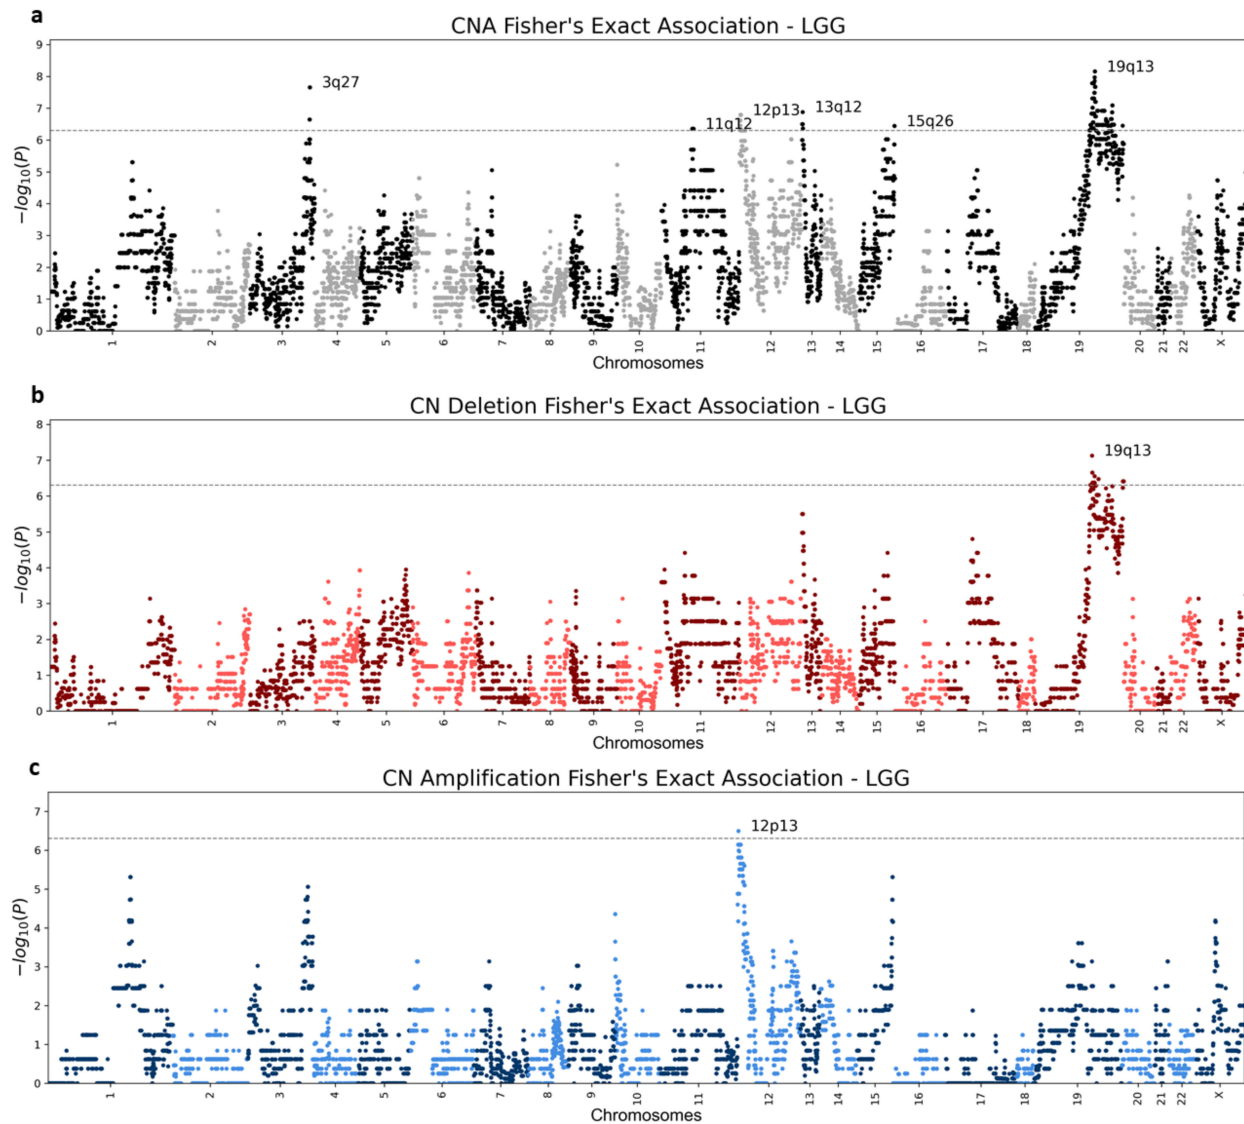 a
CNA Fisher's Exact Association - LGG
9
8
7
6
5
4
3
2
1
0
−log₁₀(P)
3q27
11q12
12p13
13q12
15q26
19q13
1 2 3 4 5 6 7 8 9 10 11 12 13 14 15 16 17 18 19 20 21 22 X
Chromosomes
b
CN Deletion Fisher's Exact Association - LGG
8
7
6
5
4
3
2
1
0
−log₁₀(P)
19q13
1 2 3 4 5 6 7 8 9 10 11 12 13 14 15 16 17 18 19 20 21 22 X
Chromosomes
c
CN Amplification Fisher's Exact Association - LGG
7
6
5
4
3
2
1
0
−log₁₀(P)
12p13
1 2 3 4 5 6 7 8 9 10 11 12 13 14 15 16 17 18 19 20 21 22 X
Chromosomes